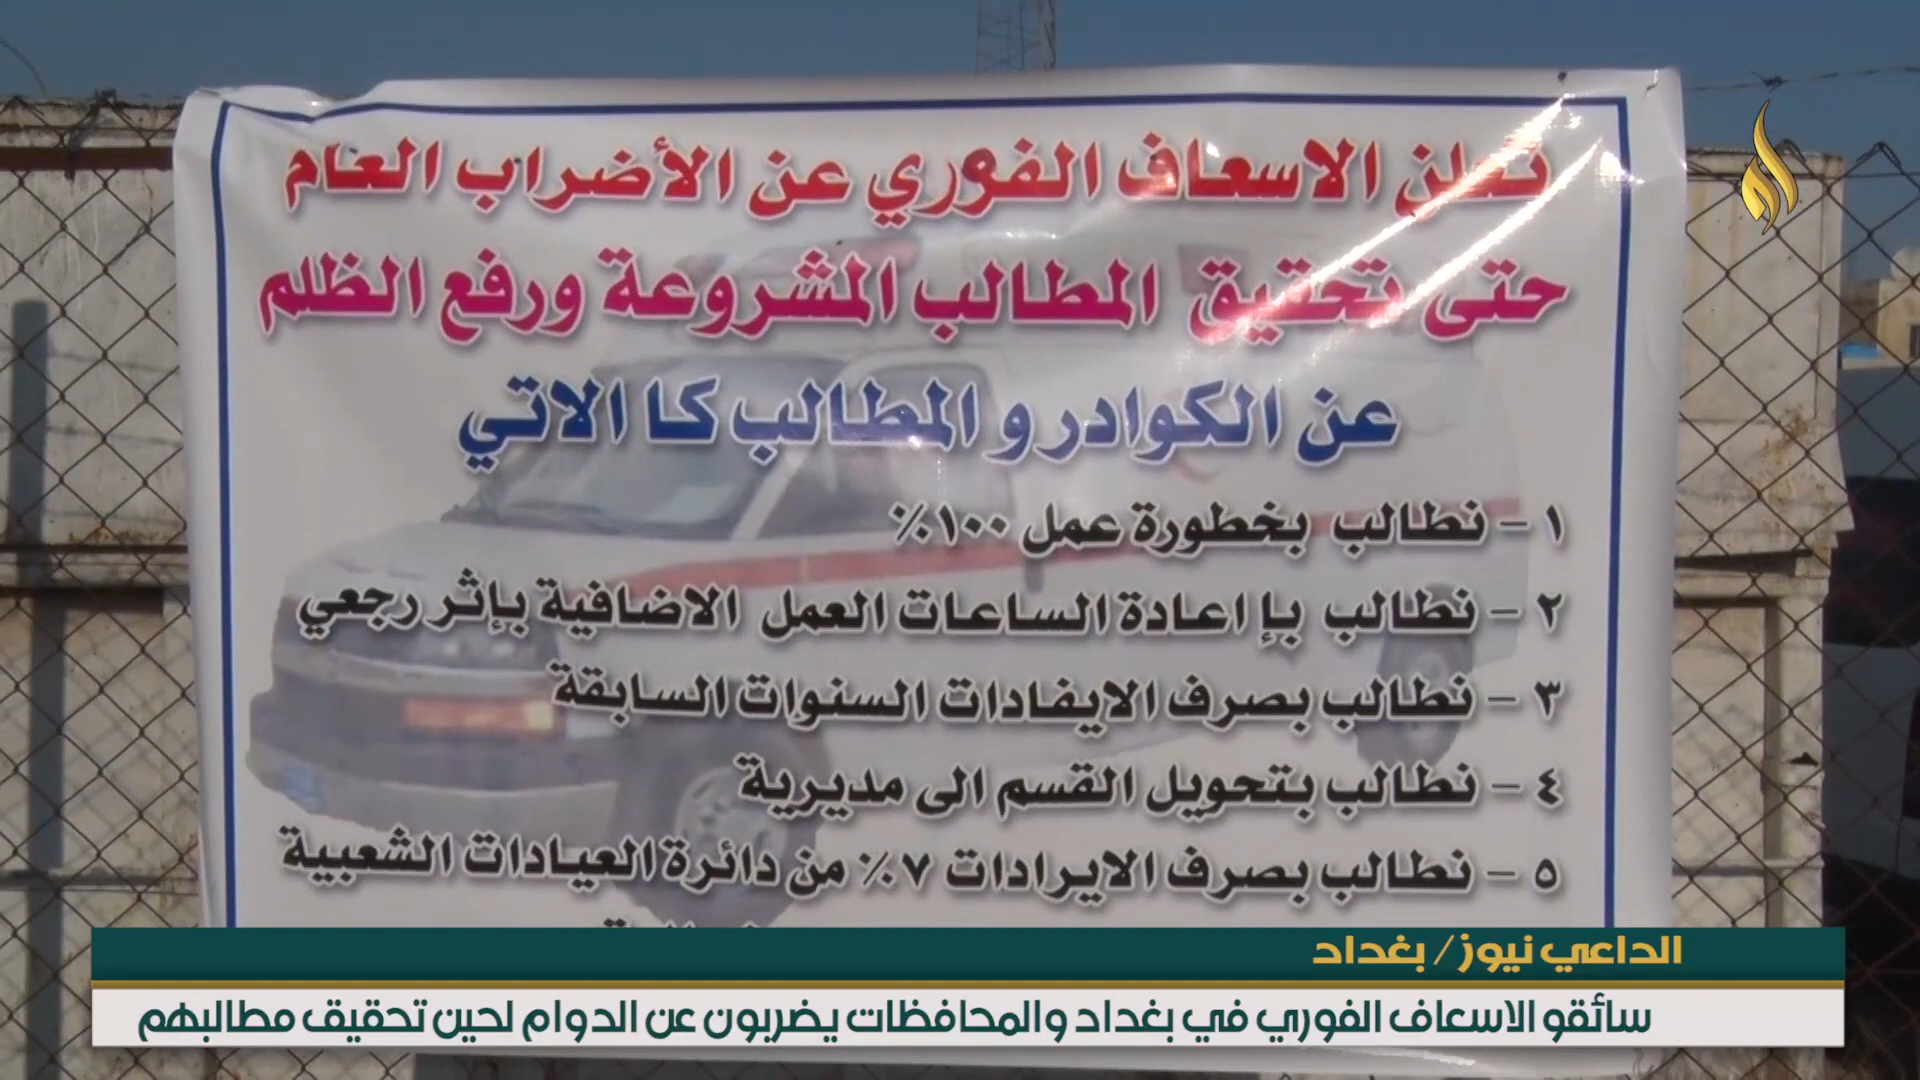 نعلن الاسعاف الفوري عن الأضراب العام
حتى تحقيق المطالب المشروعة ورفع الظلم
عن الكوادر و المطالب كا الاتي
١ - نطالب بخطورة عمل ١٠٠٪
٢ - نطالب بإ اعادة الساعات العمل الاضافية بإثر رجعي
٣ - نطالب بصرف الايفادات السنوات السابقة
٤ - نطالب بتحويل القسم الى مديرية
٥ - نطالب بصرف الايرادات ٧٪ من دائرة العيادات الشعبية
الداعي نيوز/ بغداد
سائقو الاسعاف الفوري في بغداد والمحافظات يضربون عن الدوام لحين تحقيق مطالبهم